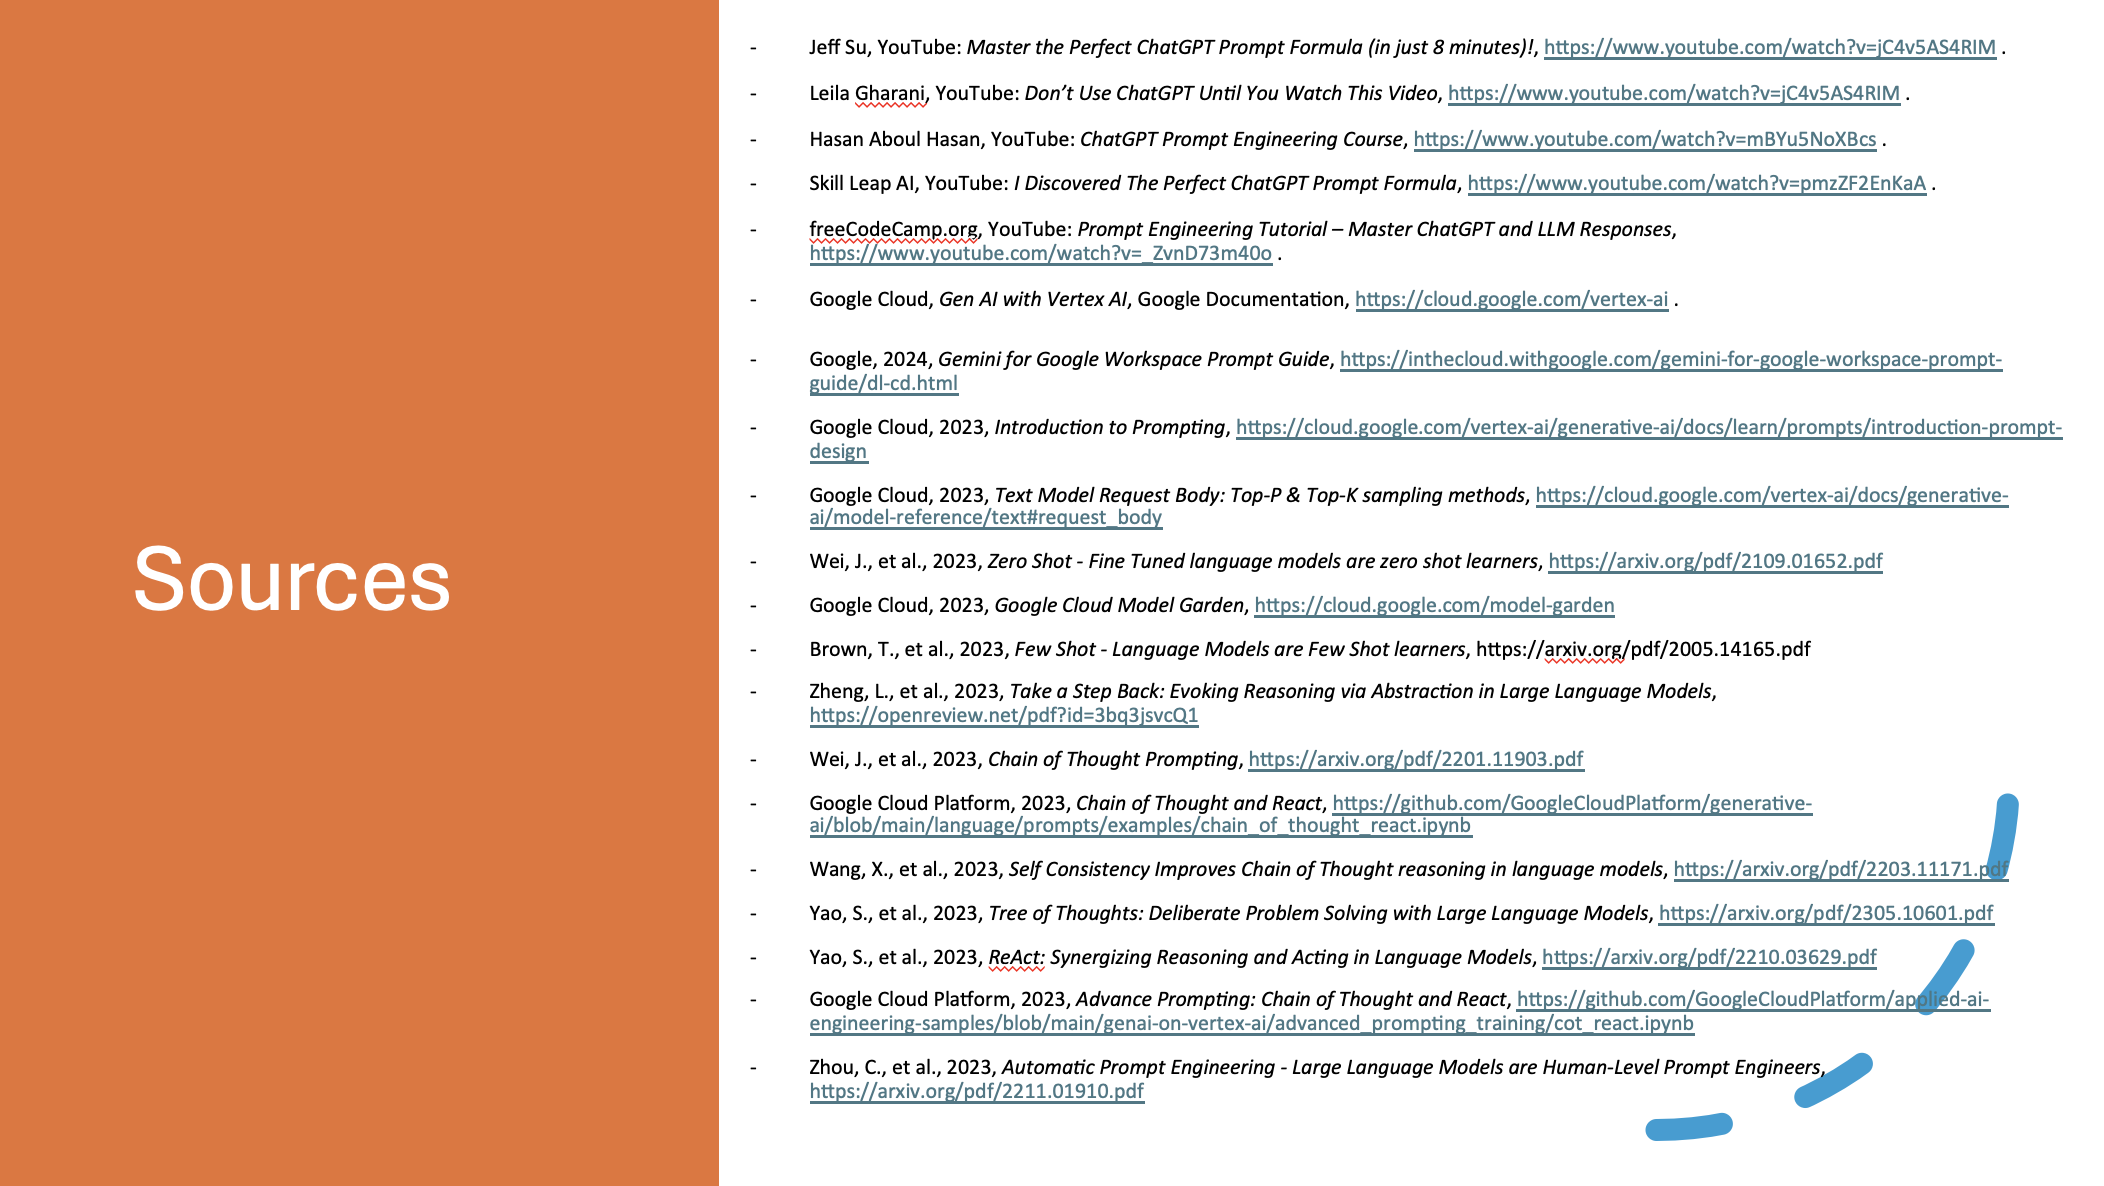 Sources
- Jeff Su, YouTube: Master the Perfect ChatGPT Prompt Formula (in just 8 minutes)!, https://www.youtube.com/watch?v=jC4v5AS4RIM .
- Leila Gharani, YouTube: Don’t Use ChatGPT Until You Watch This Video, https://www.youtube.com/watch?v=jC4v5AS4RIM .
- Hasan Aboul Hasan, YouTube: ChatGPT Prompt Engineering Course, https://www.youtube.com/watch?v=mBYu5NoXBcs .
- Skill Leap AI, YouTube: I Discovered The Perfect ChatGPT Prompt Formula, https://www.youtube.com/watch?v=pmzZF2EnKaA .
- freeCodeCamp.org, YouTube: Prompt Engineering Tutorial – Master ChatGPT and LLM Responses,
https://www.youtube.com/watch?v=_ZvnD73m40o .
- Google Cloud, Gen AI with Vertex AI, Google Documentation, https://cloud.google.com/vertex-ai .
- Google, 2024, Gemini for Google Workspace Prompt Guide, https://inthecloud.withgoogle.com/gemini-for-google-workspace-prompt-
guide/dl-cd.html
- Google Cloud, 2023, Introduction to Prompting, https://cloud.google.com/vertex-ai/generative-ai/docs/learn/prompts/introduction-prompt-
design
- Google Cloud, 2023, Text Model Request Body: Top-P & Top-K sampling methods, https://cloud.google.com/vertex-ai/docs/generative-
ai/model-reference/text#request_body
- Wei, J., et al., 2023, Zero Shot - Fine Tuned language models are zero shot learners, https://arxiv.org/pdf/2109.01652.pdf
- Google Cloud, 2023, Google Cloud Model Garden, https://cloud.google.com/model-garden
- Brown, T., et al., 2023, Few Shot - Language Models are Few Shot learners, https://arxiv.org/pdf/2005.14165.pdf
- Zheng, L., et al., 2023, Take a Step Back: Evoking Reasoning via Abstraction in Large Language Models,
https://openreview.net/pdf?id=3bq3jsvcQ1
- Wei, J., et al., 2023, Chain of Thought Prompting, https://arxiv.org/pdf/2201.11903.pdf
- Google Cloud Platform, 2023, Chain of Thought and React, https://github.com/GoogleCloudPlatform/generative-
ai/blob/main/language/prompts/examples/chain_of_thought_react.ipynb
- Wang, X., et al., 2023, Self Consistency Improves Chain of Thought reasoning in language models, https://arxiv.org/pdf/2203.11171.pdf
- Yao, S., et al., 2023, Tree of Thoughts: Deliberate Problem Solving with Large Language Models, https://arxiv.org/pdf/2305.10601.pdf
- Yao, S., et al., 2023, ReAct: Synergizing Reasoning and Acting in Language Models, https://arxiv.org/pdf/2210.03629.pdf
- Google Cloud Platform, 2023, Advance Prompting: Chain of Thought and React, https://github.com/GoogleCloudPlatform/applied-ai-
engineering-samples/blob/main/genai-on-vertex-ai/advanced_prompting_training/cot_react.ipynb
- Zhou, C., et al., 2023, Automatic Prompt Engineering - Large Language Models are Human-Level Prompt Engineers,
https://arxiv.org/pdf/2211.01910.pdf